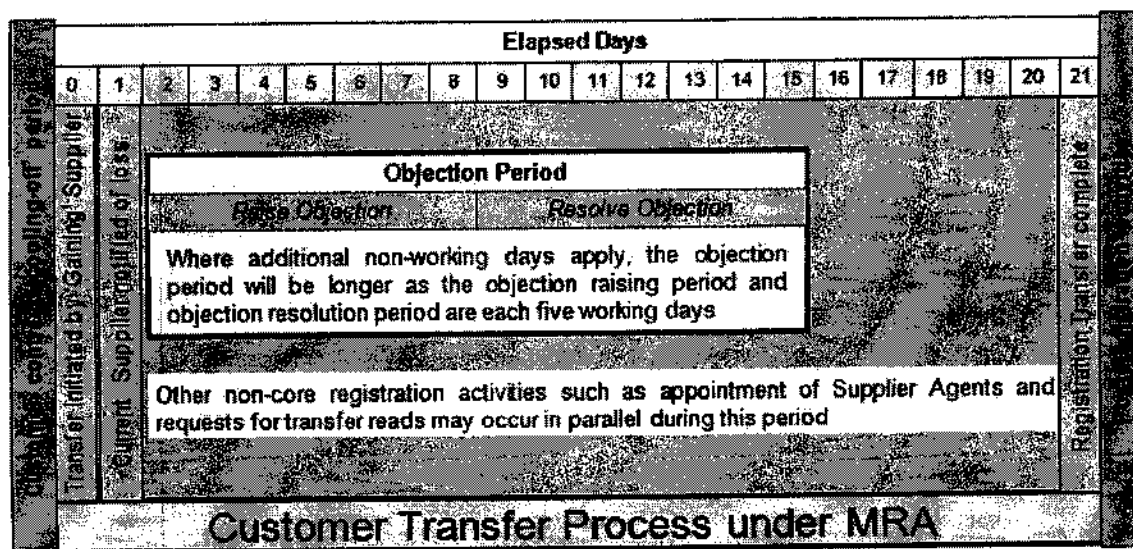 Elapsed Days
0 1 2 3 4 5 6 7 8 9 10 11 12 13 14 15 16 17 18 19 20 21
cooling-off period
Transfer Initiated by 'Gaining' Supplier
Current Supplier notified of loss
Objection Period
Raise Objection
Resolve Objection
Where additional non-working days apply, the objection
period will be longer as the objection raising period and
objection resolution period are each five working days
Other non-core registration activities such as appointment of Supplier Agents and
requests for transfer reads may occur in parallel during this period
Registration transfer complete
Customer Transfer Process under MRA